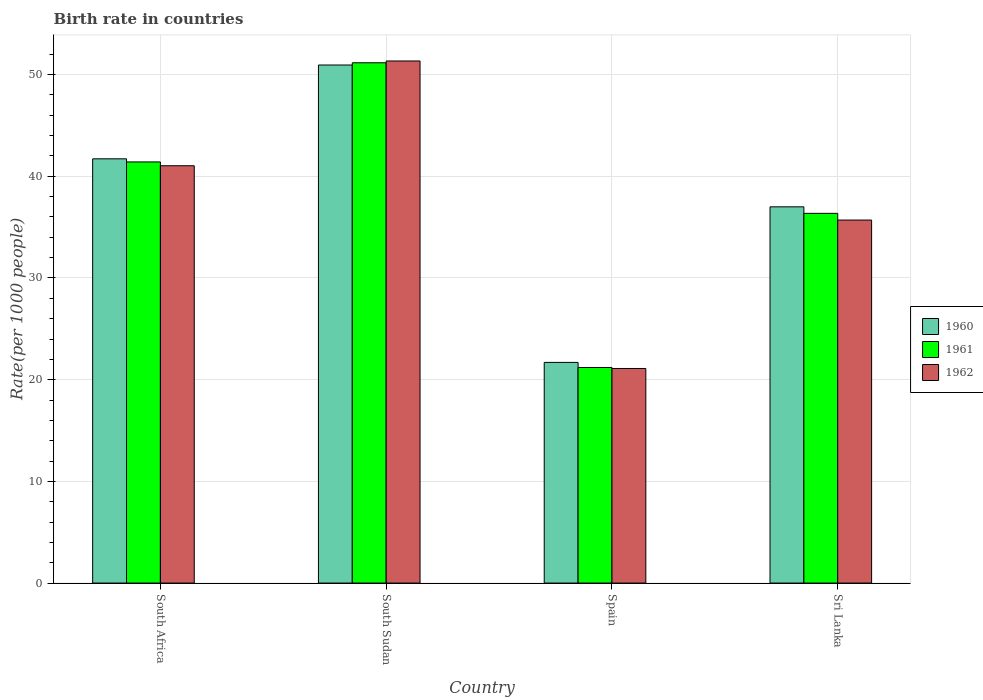 Birth rate in countries
Rate(per 1000 people)
50
40
30
20
10
0
South Africa
South Sudan
Spain
Sri Lanka
Country
1960
1961
1962